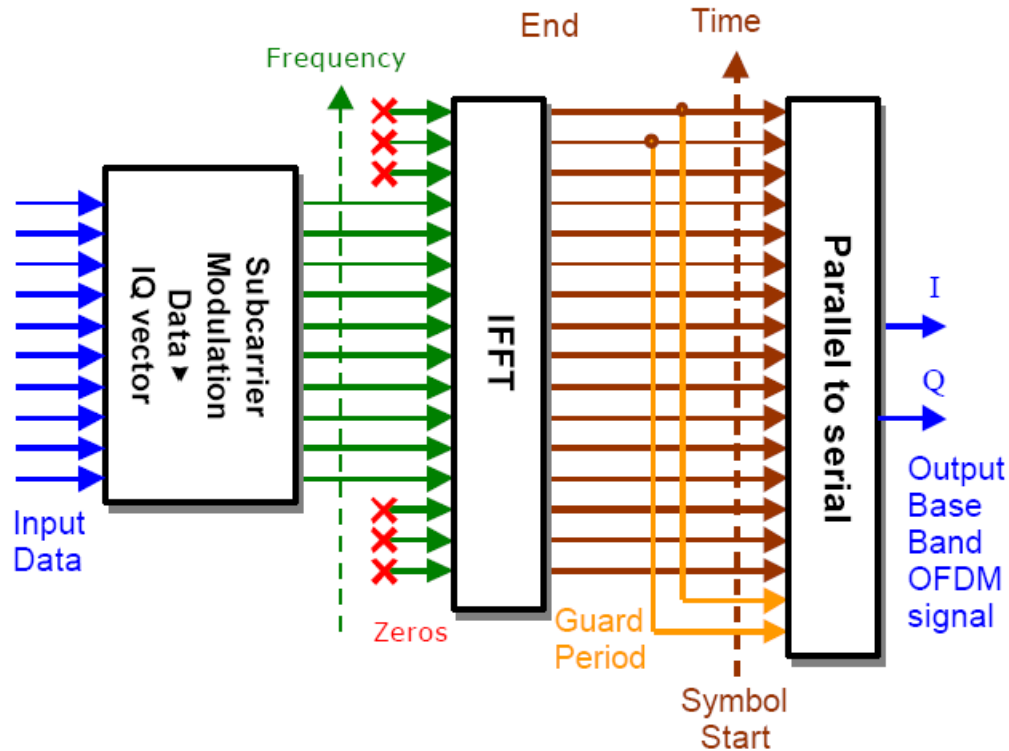 End
Time
Frequency
Subcarrier
Modulation
Data ▶
IQ vector
IFFT
Parallel to serial
I
Q
Input
Data
Output
Base
Band
OFDM
signal
Zeros
Guard
Period
Symbol
Start